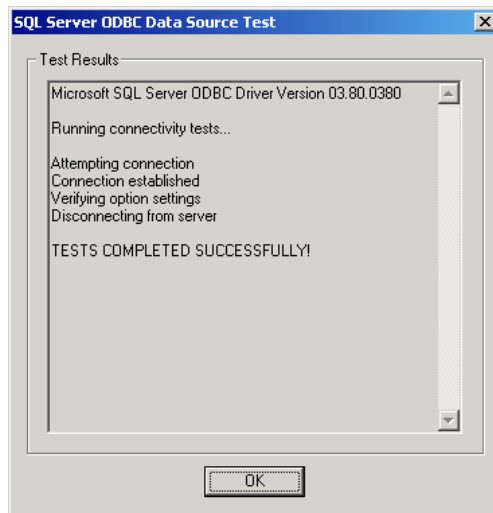 SQL Server ODBC Data Source Test
Test Results
Microsoft SQL Server ODBC Driver Version 03.80.0380
Running connectivity tests...
Attempting connection
Connection established
Verifying option settings
Disconnecting from server
TESTS COMPLETED SUCCESSFULLY!
OK